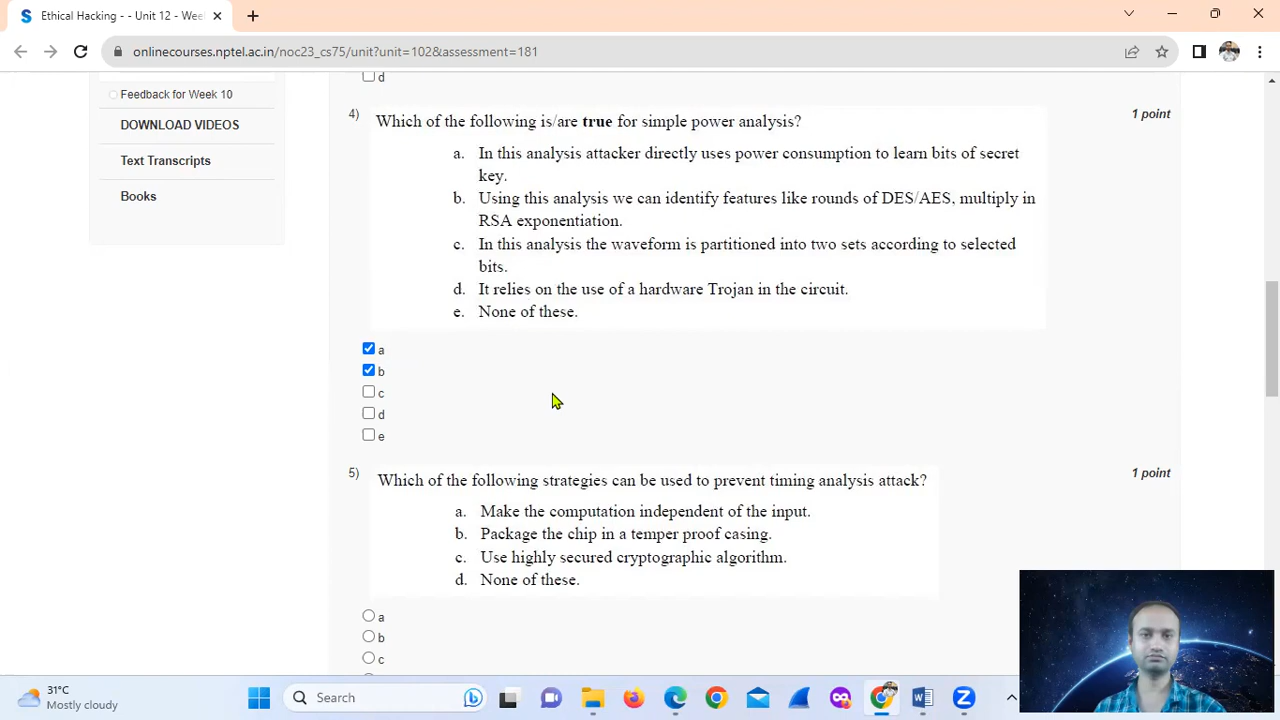 Ethical Hacking - - Unit 12 - Wee
onlinecourses.nptel.ac.in/noc23_cs75/unit?unit=102&assessment=181
Feedback for Week 10
DOWNLOAD VIDEOS
Text Transcripts
Books
d
4)
Which of the following is/are true for simple power analysis?
1 point
a. In this analysis attacker directly uses power consumption to learn bits of secret
key.
b. Using this analysis we can identify features like rounds of DES/AES, multiply in
RSA exponentiation.
c. In this analysis the waveform is partitioned into two sets according to selected
bits.
d. It relies on the use of a hardware Trojan in the circuit.
e. None of these.
a
b
c
d
e
5)
Which of the following strategies can be used to prevent timing analysis attack?
1 point
a. Make the computation independent of the input.
b. Package the chip in a temper proof casing.
c. Use highly secured cryptographic algorithm.
d. None of these.
a
b
c
31°C
Mostly cloudy
Search